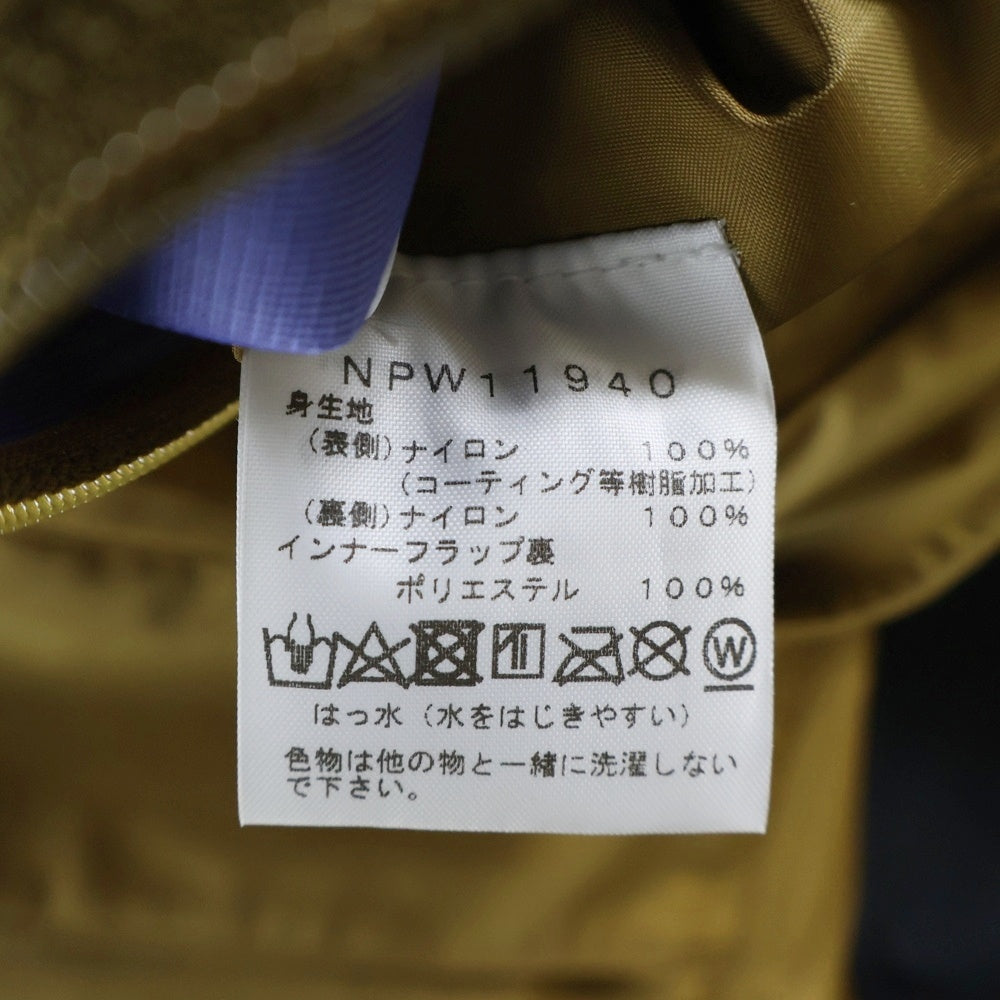 NPW11940
身生地
(表側)ナイロン 100%
(コーティング等樹脂加工)
(裏側)ナイロン 100%
インナーフラップ裏
ポリエステル 100%
W
はっ水(水をはじきやすい)
色物は他の物と一緒に洗濯しない
で下さい。